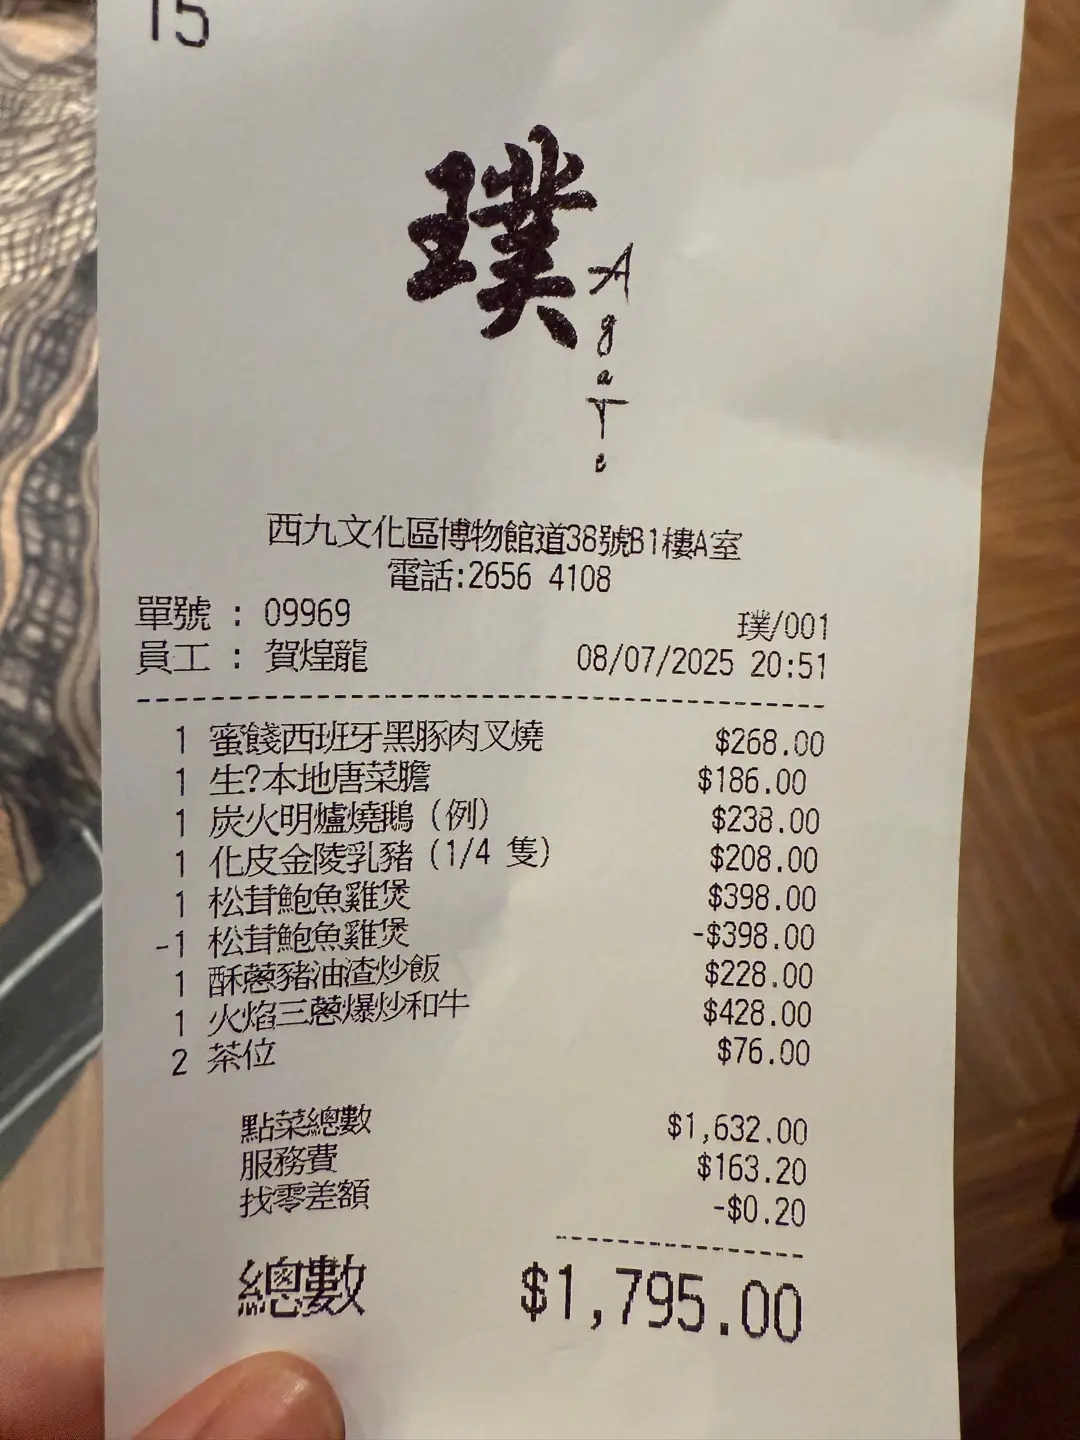 15
璞
AgaTe
西九文化區博物館道38號B1樓A室
電話:2656 4108
單號 : 09969 璞/001
員工 : 賀煌龍 08/07/2025 20:51
1 蜜餞西班牙黑豚肉叉燒 $268.00
1 生?本地唐菜膽 $186.00
1 炭火明爐燒鵝 (例) $238.00
1 化皮金陵乳豬 (1/4 隻) $208.00
1 松茸鮑魚雞煲 $398.00
-1 松茸鮑魚雞煲 -$398.00
1 酥蔥豬油渣炒飯 $228.00
1 火焰三蔥爆炒和牛 $428.00
2 茶位 $76.00
點菜總數 $1,632.00
服務費 $163.20
找零差額 -$0.20
總數 $1,795.00